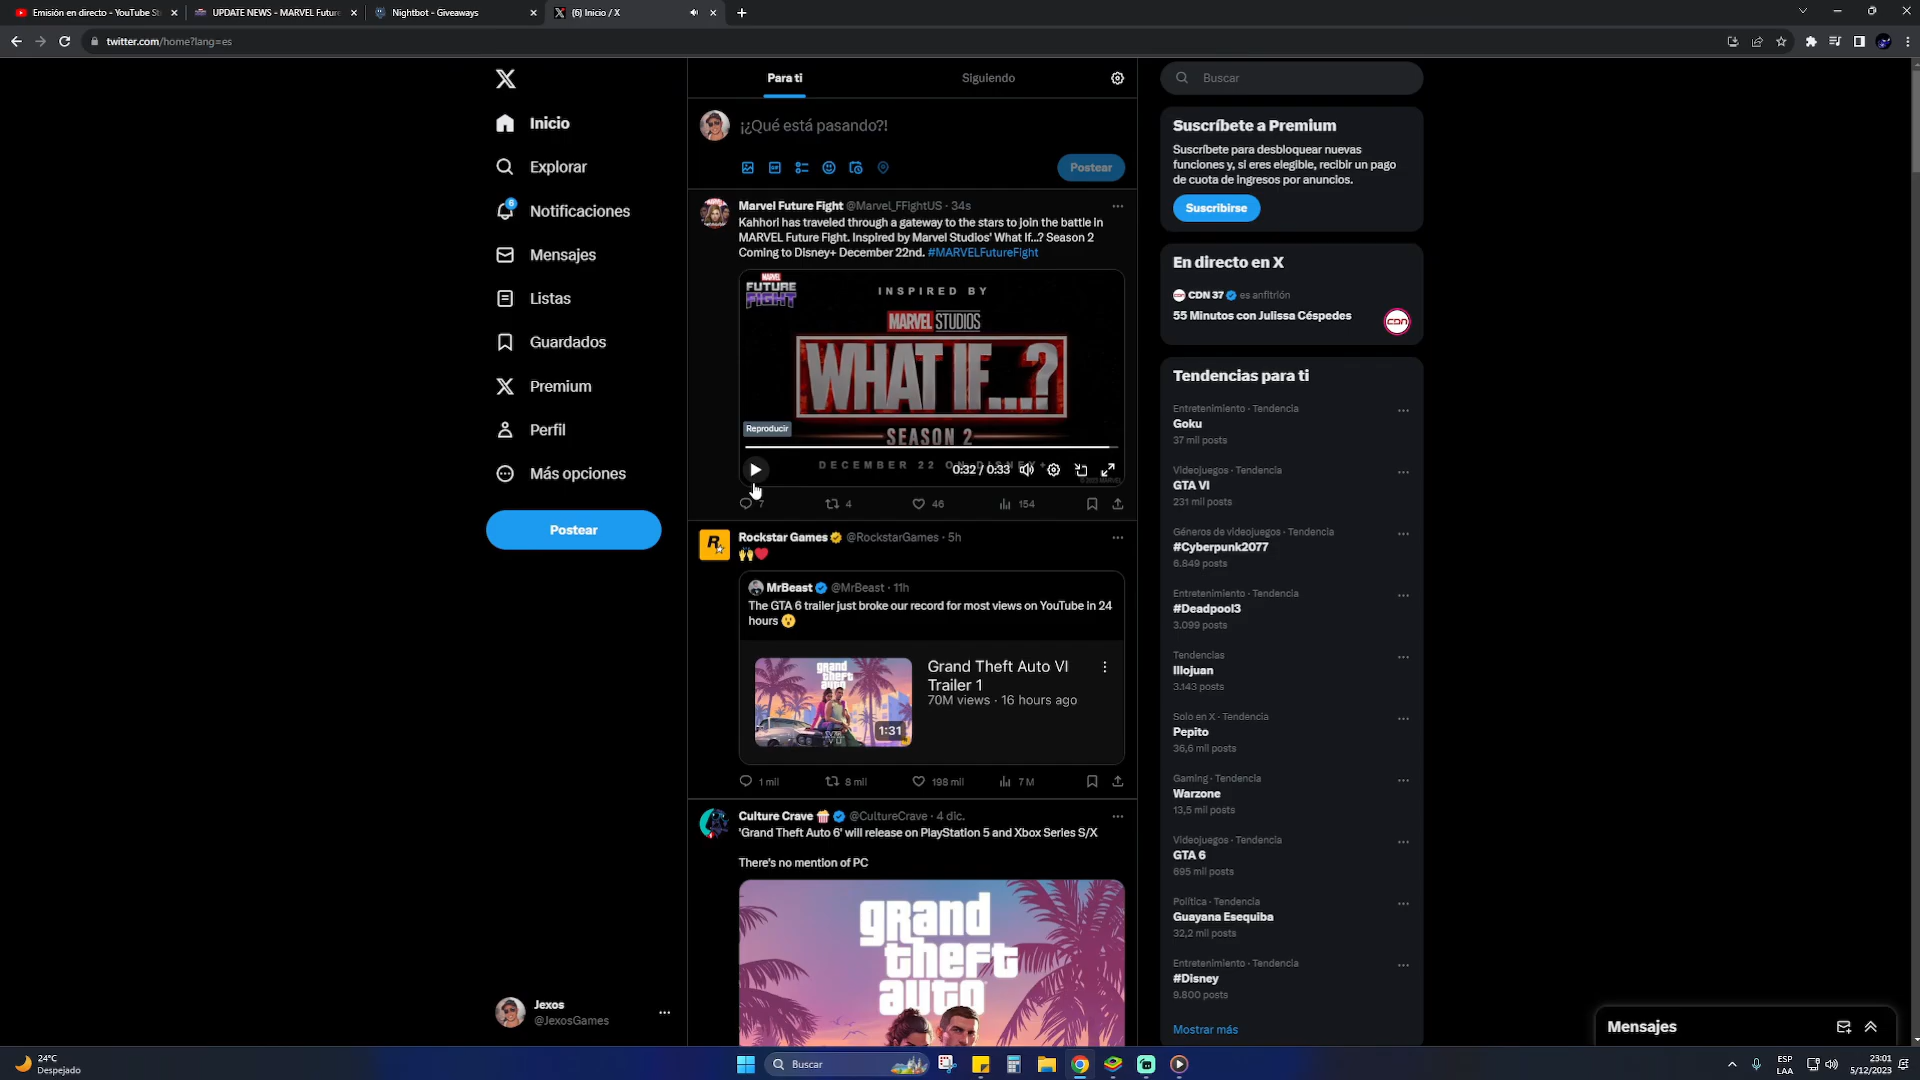 Emisión en directo - YouTube St
UPDATE NEWS - MARVEL Futur
Nightbot - Giveaways
(6) Inicio / X
twitter.com/home?lang=es
Inicio
Explorar
6
Notificaciones
Mensajes
Listas
Guardados
Premium
Perfil
Más opciones
Postear
Jexos
@JexosGames
Para ti
Siguiendo
¡¿Qué está pasando?!
Postear
Marvel Future Fight @Marvel_FFightUS · 34s
Kahhori has traveled through a gateway to the stars to join the battle in
MARVEL Future Fight. Inspired by Marvel Studios' What If...? Season 2
Coming to Disney+ December 22nd. #MARVELFutureFight
MARVEL
FUTURE
FIGHT
INSPIRED BY
MARVEL STUDIOS
WHAT IF...?
SEASON 2
DECEMBER 22 ON DISNEY+
Reproducir
0:32 / 0:33
7
4
46
154
Rockstar Games @RockstarGames · 5h
🙌❤️
MrBeast @MrBeast · 11h
The GTA 6 trailer just broke our record for most views on YouTube in 24
hours 😮
grand
theft
auto
VI
1:31
Grand Theft Auto VI
Trailer 1
70M views · 16 hours ago
1 mil
8 mil
198 mil
7 M
Culture Crave 🍿 @CultureCrave · 4 dic.
'Grand Theft Auto 6' will release on PlayStation 5 and Xbox Series S/X
There's no mention of PC
grand
theft
auto
Buscar
Suscríbete a Premium
Suscríbete para desbloquear nuevas
funciones y, si eres elegible, recibir un pago
de cuota de ingresos por anuncios.
Suscribirse
En directo en X
CDN 37 es anfitrión
55 Minutos con Julissa Céspedes
CDN
Tendencias para ti
Entretenimiento · Tendencia
Goku
37 mil posts
Videojuegos · Tendencia
GTA VI
231 mil posts
Géneros de videojuegos · Tendencia
#Cyberpunk2077
6.849 posts
Entretenimiento · Tendencia
#Deadpool3
3.099 posts
Tendencias
Illojuan
3.143 posts
Solo en X · Tendencia
Pepito
36,6 mil posts
Gaming · Tendencia
Warzone
13,5 mil posts
Videojuegos · Tendencia
GTA 6
695 mil posts
Política · Tendencia
Guayana Esequiba
32,2 mil posts
Entretenimiento · Tendencia
#Disney
9.800 posts
Mostrar más
Mensajes
24°C
Despejado
Buscar
ESP
LAA
23:01
5/12/2023